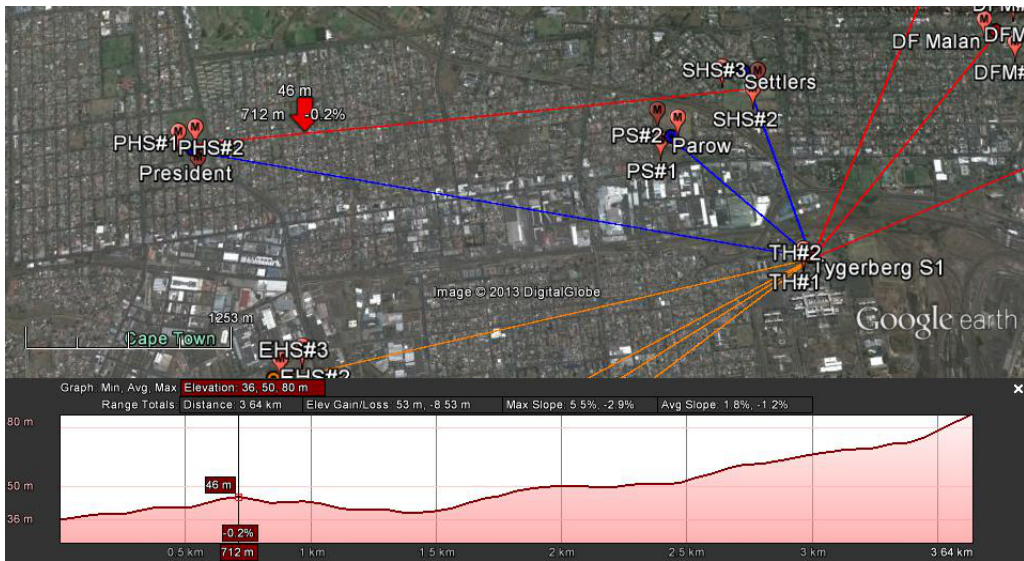 DFM
DF Malan
DFM
DFM#
SHS#3
Settlers
46 m
712 m
-0.2%
SHS#2
PHS#1
PHS#2
PS#2
Parow
President
PS#1
TH#2
Tygerberg S1
TH#1
Image © 2013 DigitalGlobe
Google earth
1253 m
Cape Town
EHS#3
EHS#2
Graph: Min, Avg, Max Elevation: 36, 50, 80 m
Range Totals: Distance: 3.64 km Elev Gain/Loss: 53 m, -8.53 m Max Slope: 5.5%, -2.9% Avg Slope: 1.8%, -1.2%
80 m
50 m
46 m
36 m
-0.2%
0.5 km 712 m 1 km 1.5 km 2 km 2.5 km 3 km 3.64 km